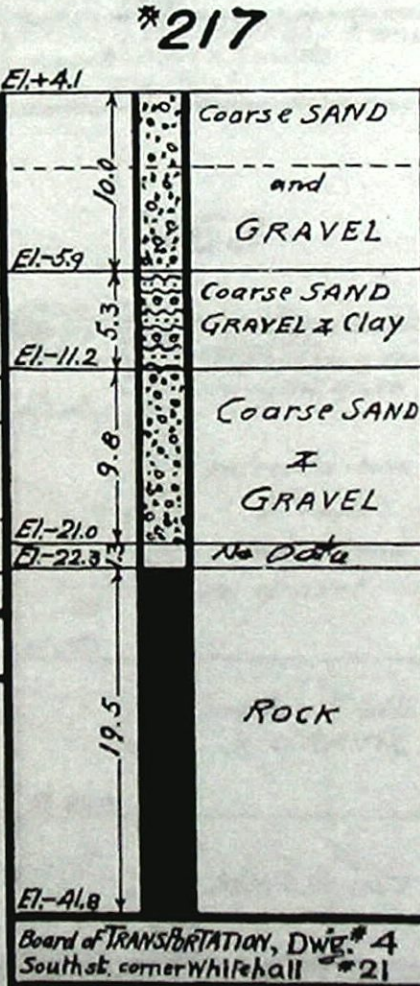 #217
El.+4.1
Coarse SAND
10.0
and
GRAVEL
El.-5.9
5.3
Coarse SAND
GRAVEL & Clay
El.-11.2
9.8
Coarse SAND
&
GRAVEL
El.-21.0
1.3
No Data
El.-22.3
19.5
ROCK
El.-41.8
Board of TRANSPORTATION, Dwg. #4
South st. corner Whitehall #21